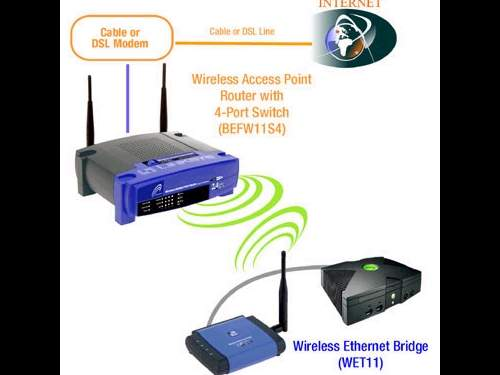 INTERNET
Cable or
DSL Modem
Cable or DSL Line
Wireless Access Point
Router with
4-Port Switch
(BEFW11S4)
Wireless Ethernet Bridge
(WET11)